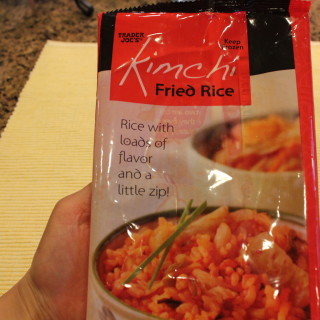 TRADER JOE'S
Keep Frozen
Kimchi
Fried Rice
Rice with
loads of
flavor
and a
little zip!